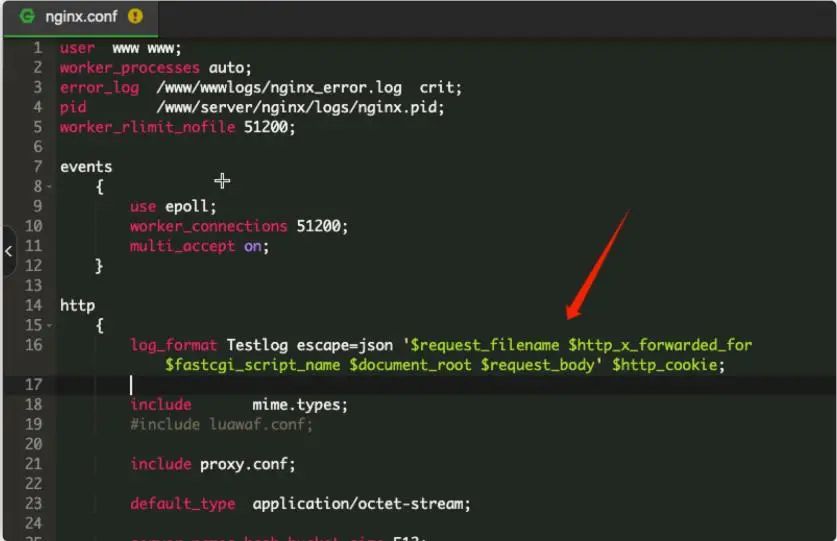 nginx.conf
1 user  www www;
2 worker_processes auto;
3 error_log  /www/wwwlogs/nginx_error.log  crit;
4 pid        /www/server/nginx/logs/nginx.pid;
5 worker_rlimit_nofile 51200;
6
7 events
8     {
9         use epoll;
10         worker_connections 51200;
11         multi_accept on;
12     }
13
14 http
15     {
16         log_format Testlog escape=json '$request_filename $http_x_forwarded_for
$fastcgi_script_name $document_root $request_body' $http_cookie;
17
18         include       mime.types;
19         #include luawaf.conf;
20
21         include proxy.conf;
22
23         default_type  application/octet-stream;
24